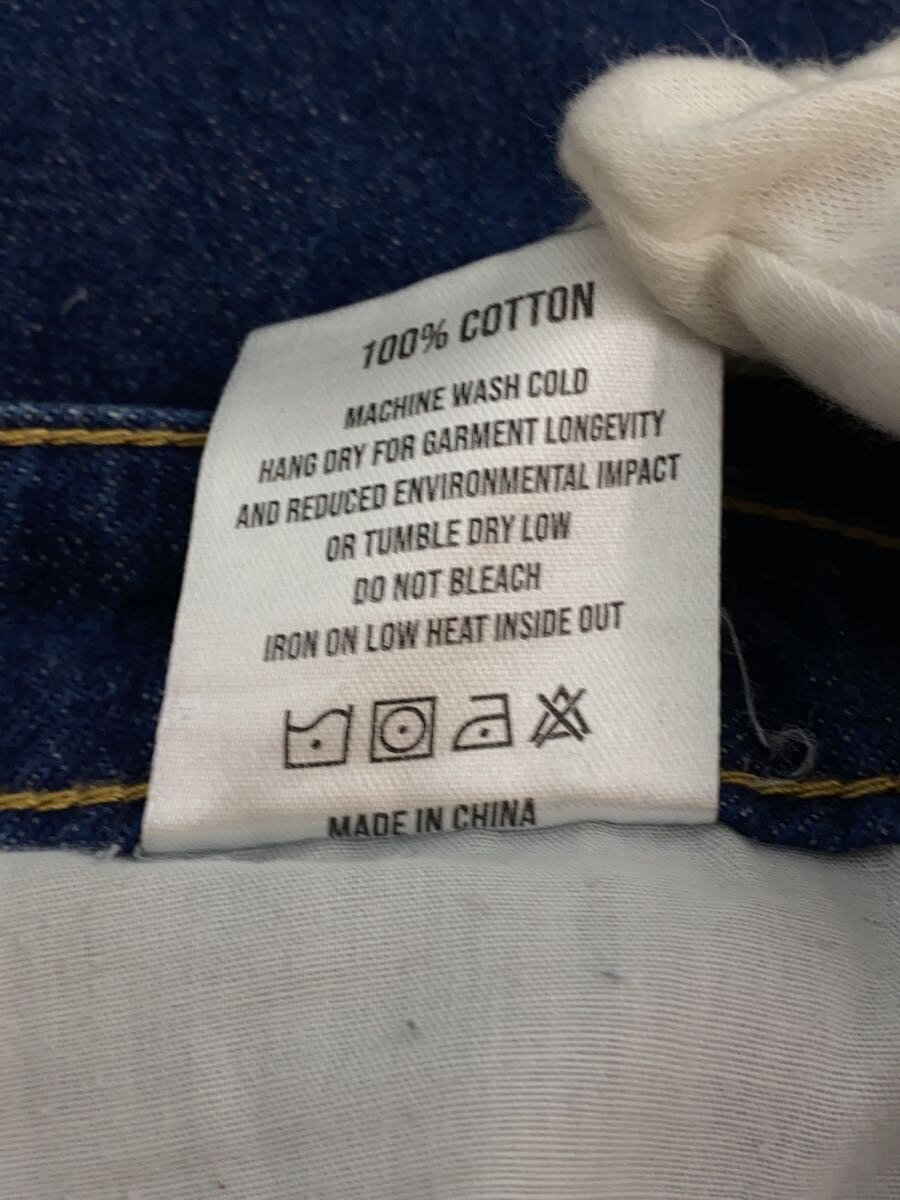 100% COTTON
MACHINE WASH COLD
HANG DRY FOR GARMENT LONGEVITY
AND REDUCED ENVIRONMENTAL IMPACT
OR TUMBLE DRY LOW
DO NOT BLEACH
IRON ON LOW HEAT INSIDE OUT
MADE IN CHINA